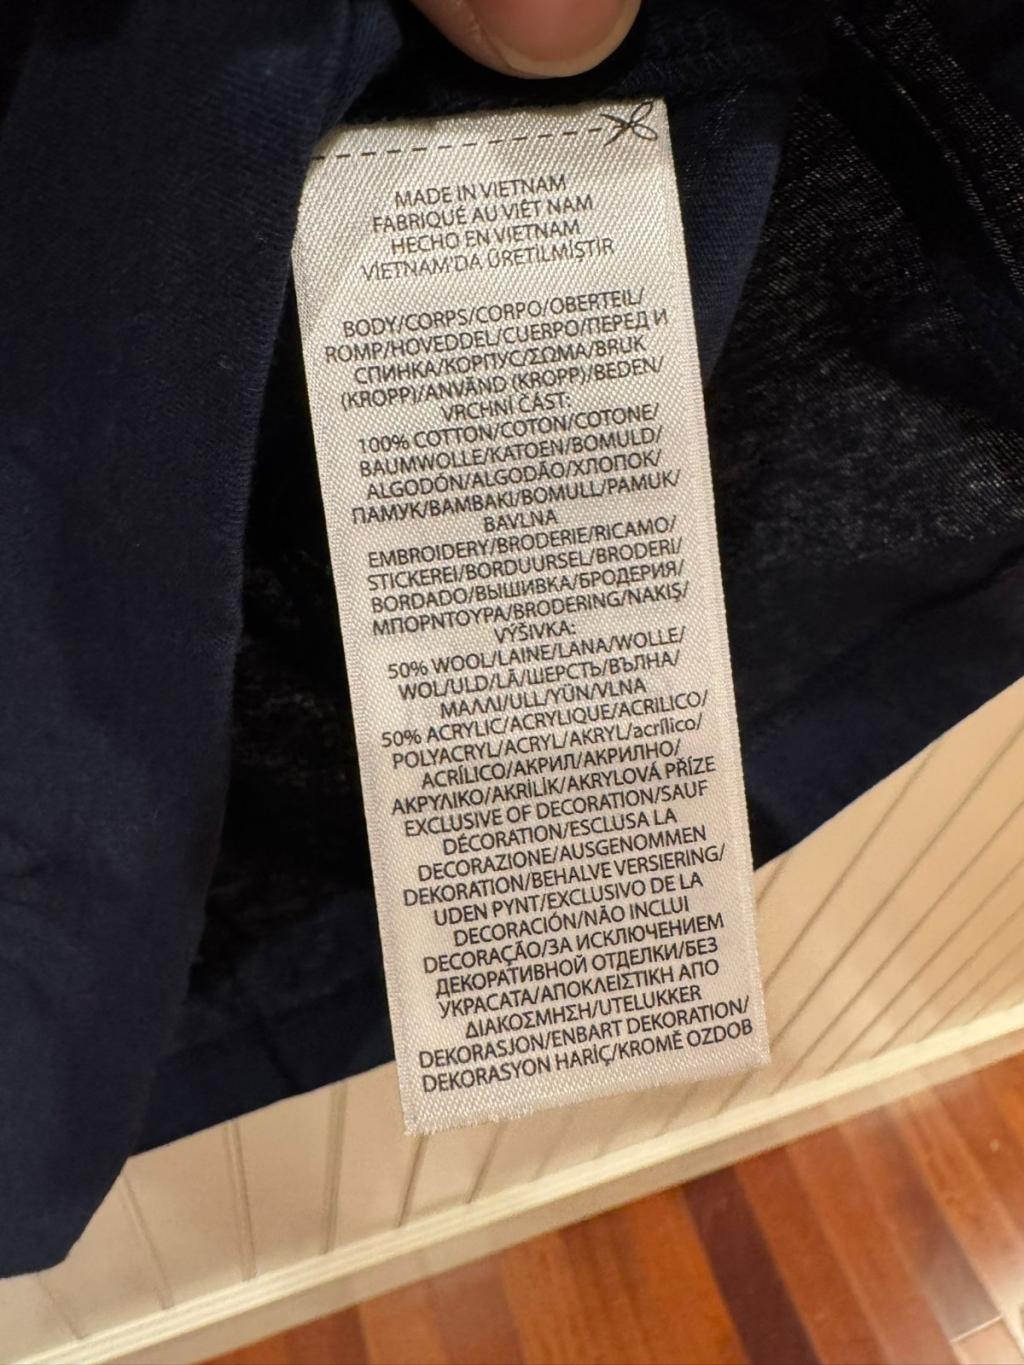 MADE IN VIETNAM
FABRIQUÉ AU VIÊT NAM
HECHO EN VIETNAM
VIETNAM'DA ÜRETİLMİŞTİR
BODY/CORPS/CORPO/OBERTEIL/
ROMP/HOVEDDEL/CUERPO/ПЕРЕД И
СПИНКА/КОРПУС/ΣΩΜΑ/BRUK
(KROPP)/ANVÄND (KROPP)/BEDEN/
VRCHNÍ ČÁST:
100% COTTON/COTON/COTONE/
BAUMWOLLE/KATOEN/BOMULD/
ALGODÓN/ALGODÃO/ХЛОПОК/
ПАМУК/ΒΑΜΒΑΚΙ/BOMULL/PAMUK/
BAVLNA
EMBROIDERY/BRODERIE/RICAMO/
STICKEREI/BORDUURSEL/BRODERI/
BORDADO/ВЫШИВКА/БРОДЕРИЯ/
ΜΠΟΡΝΤΟΥΡΑ/BRODERING/NAKIŞ/
VÝŠIVKA:
50% WOOL/LAINE/LANA/WOLLE/
WOL/ULD/LÃ/ШЕРСТЬ/ВЪЛНА/
ΜΑΛΛΙ/ULL/YÜN/VLNA
50% ACRYLIC/ACRYLIQUE/ACRILICO/
POLYACRYL/ACRYL/AKRYL/acrílico/
ACRÍLICO/АКРИЛ/АКРИЛНО/
ΑΚΡΥΛΙΚΟ/AKRİLİK/AKRYLOVÁ PŘÍZE
EXCLUSIVE OF DECORATION/SAUF
DÉCORATION/ESCLUSA LA
DECORAZIONE/AUSGENOMMEN
DEKORATION/BEHALVE VERSIERING/
UDEN PYNT/EXCLUSIVO DE LA
DECORACIÓN/NÃO INCLUI
DECORAÇÃO/ЗА ИСКЛЮЧЕНИЕМ
ДЕКОРАТИВНОЙ ОТДЕЛКИ/БЕЗ
УКРАСАТА/ΑΠΟΚΛΕΙΣΤΙΚΗ ΑΠΟ
ΔΙΑΚΟΣΜΗΣΗ/UTELUKKER
DEKORASJON/ENBART DEKORATION/
DEKORASYON HARİÇ/KROMĚ OZDOB